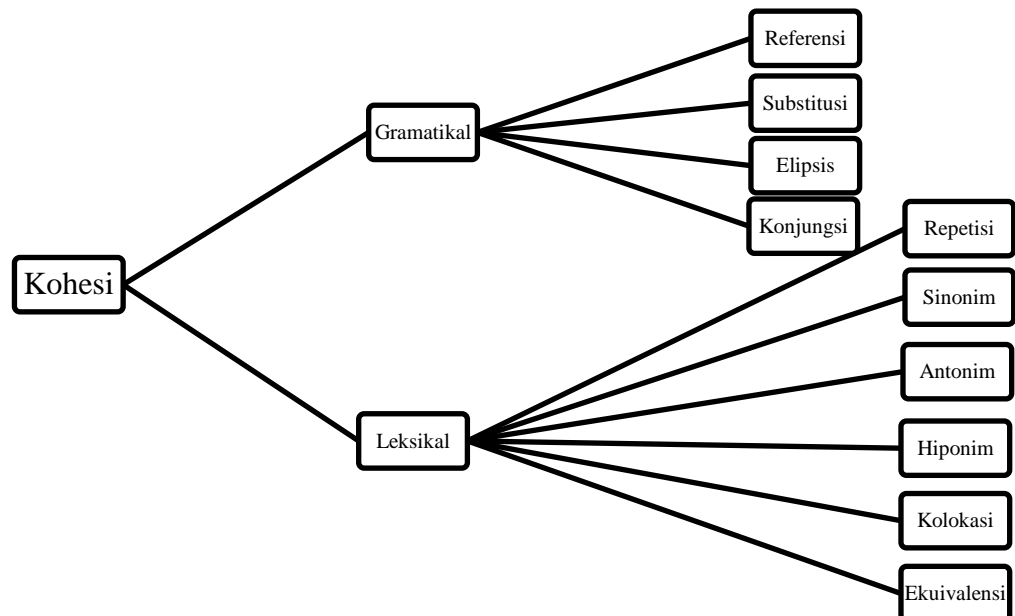 Referensi
Substitusi
Gramatikal
Elipsis
Konjungsi
Repetisi
Kohesi
Sinonim
Antonim
Leksikal
Hiponim
Kolokasi
Ekuivalensi